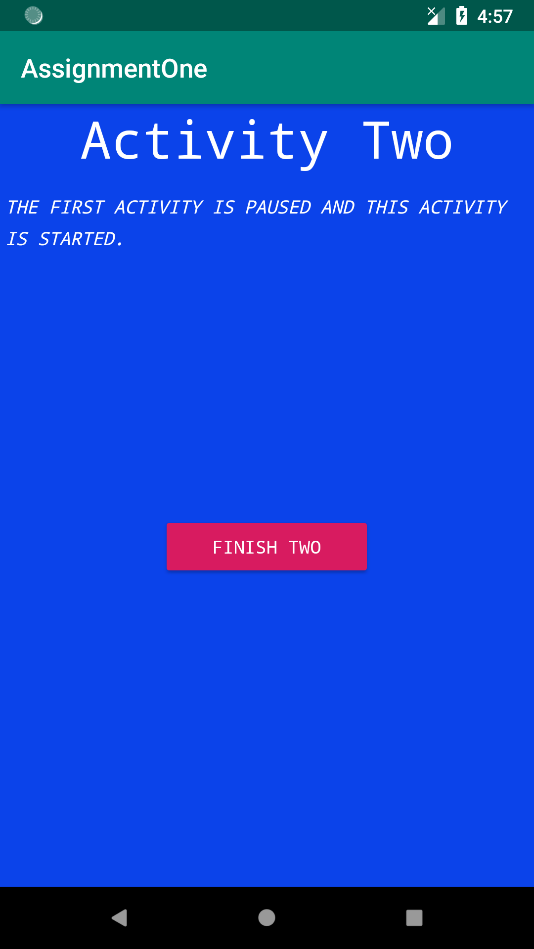 4:57
AssignmentOne
Activity Two
THE FIRST ACTIVITY IS PAUSED AND THIS ACTIVITY
IS STARTED.
FINISH TWO